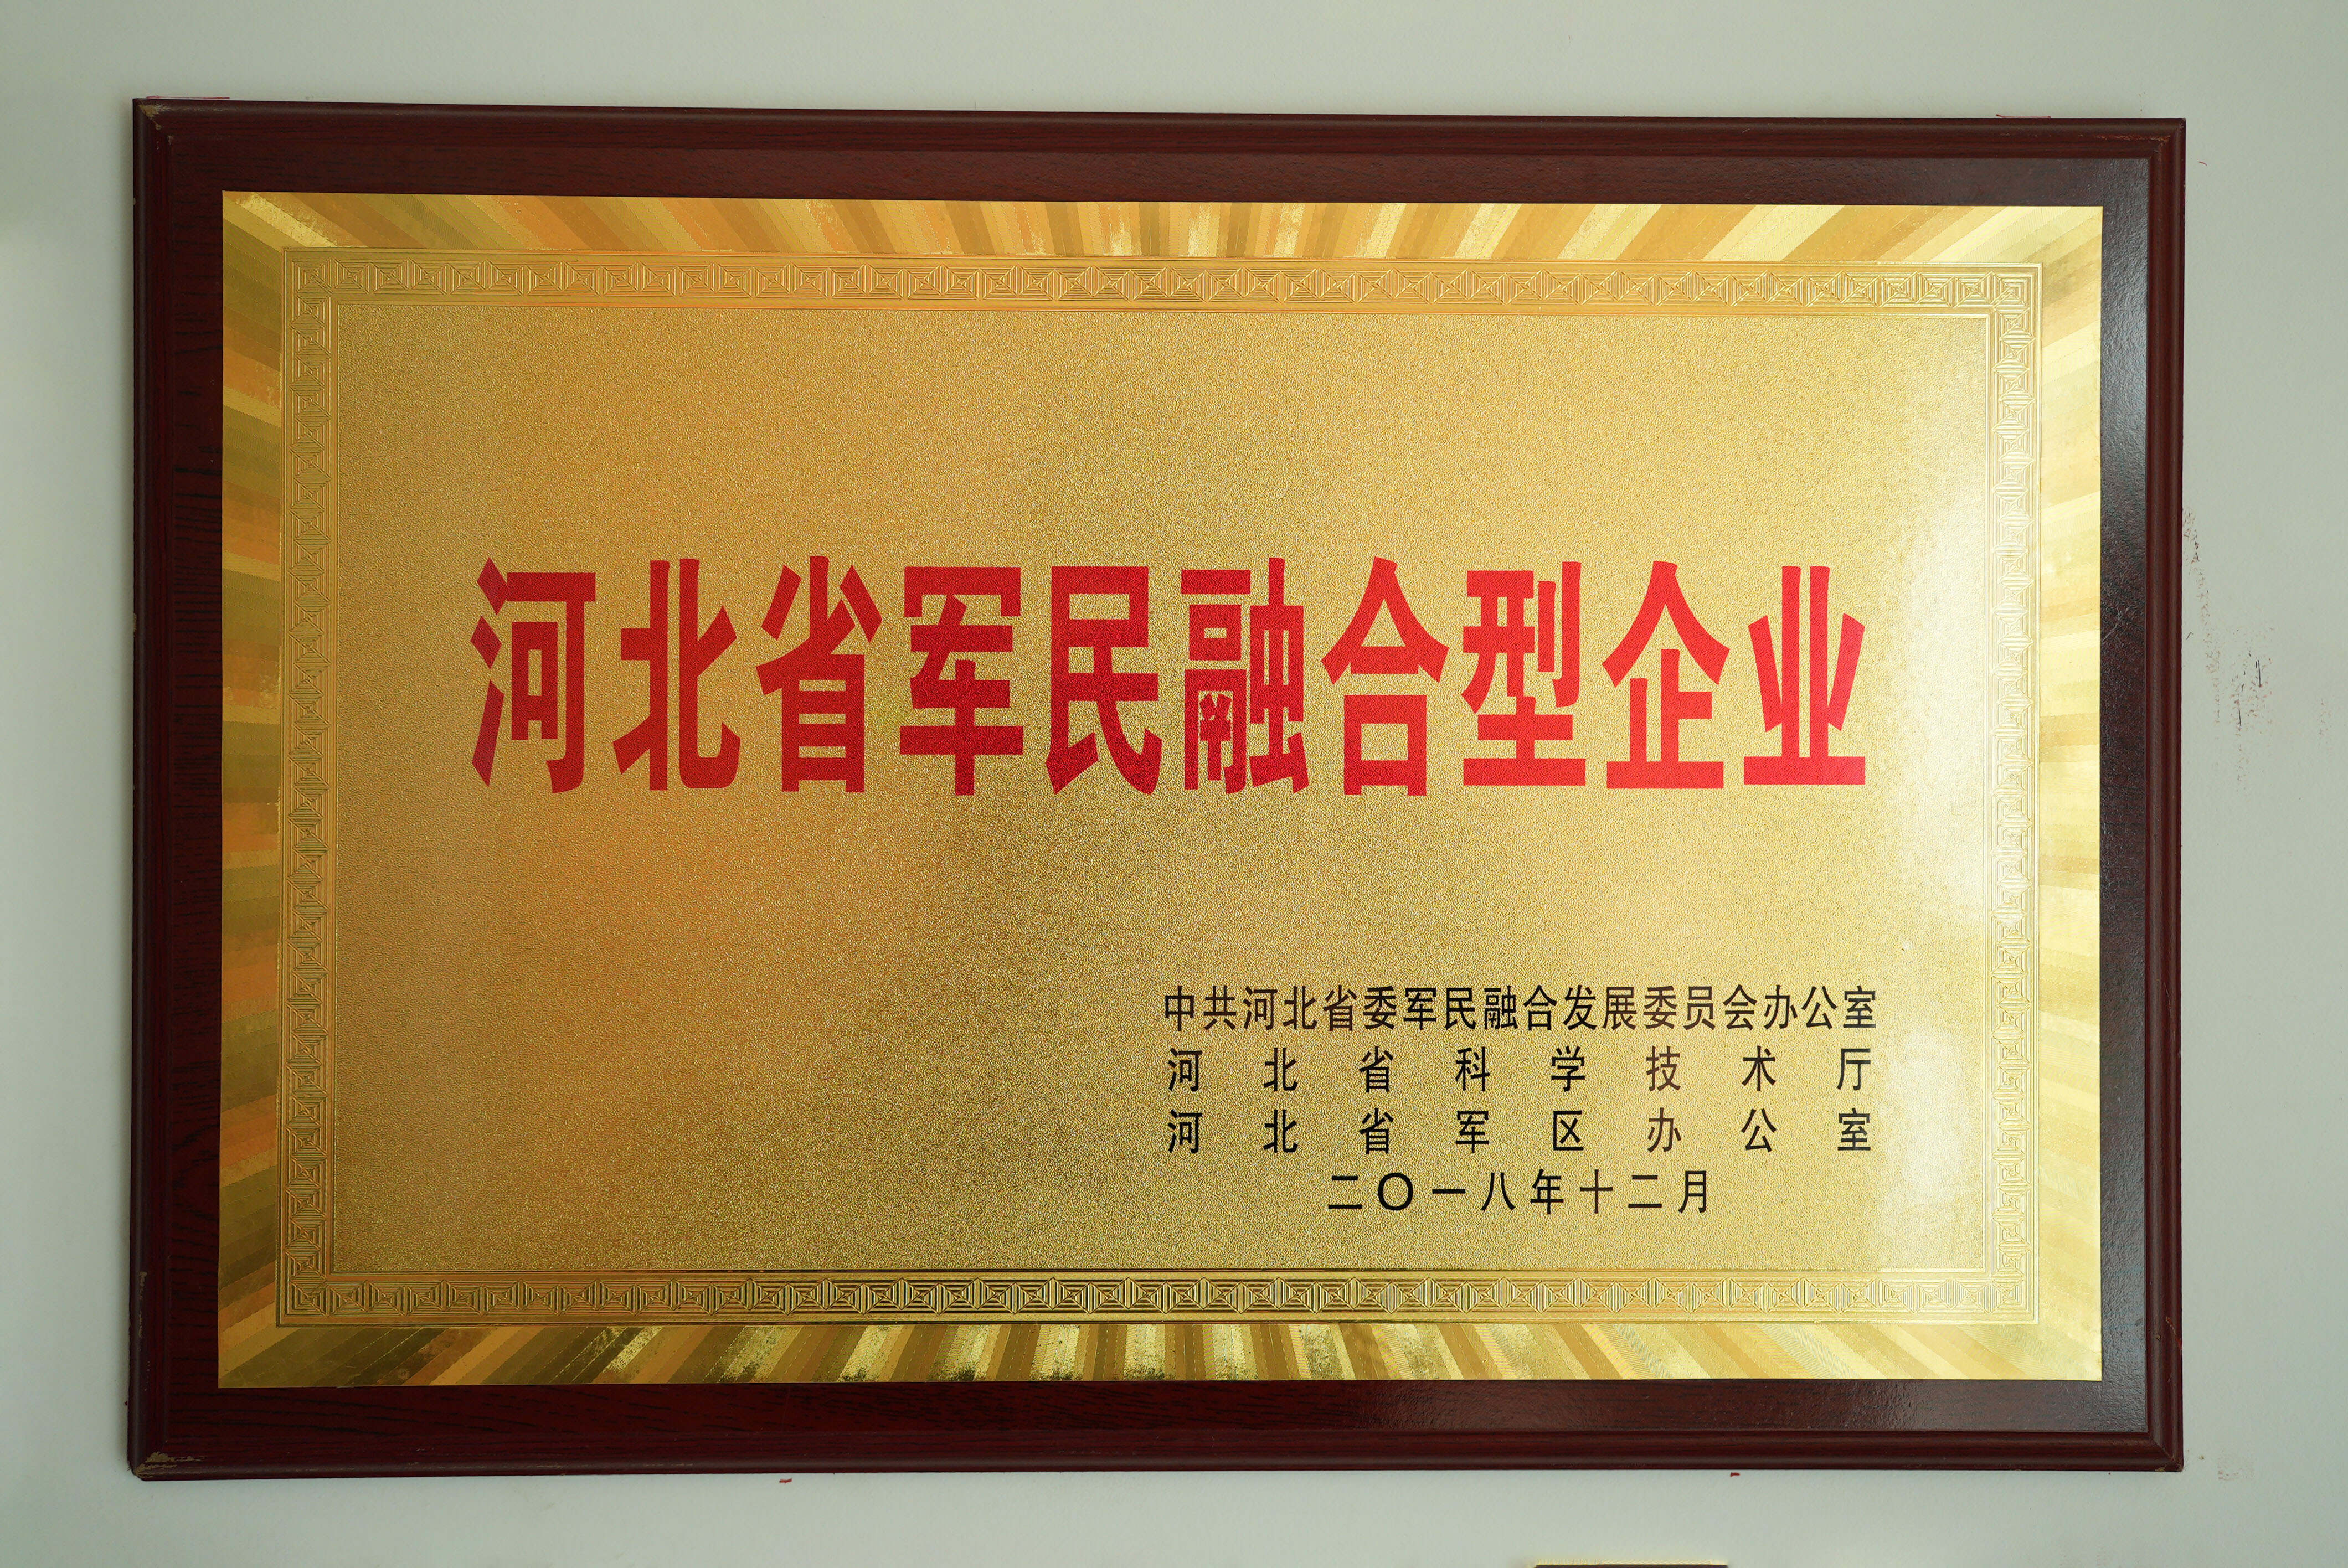 河北省军民融合型企业
中共河北省委军民融合发展委员会办公室
河北省科学技术厅
河北省军区办公室
二〇一八年十二月